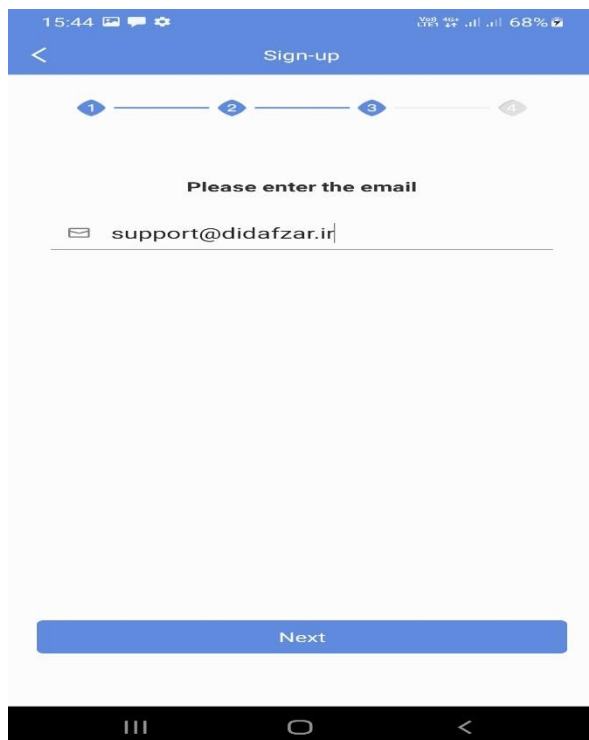 15:44 68%
Sign-up
1 2 3 4
Please enter the email
support@didafzar.ir
Next